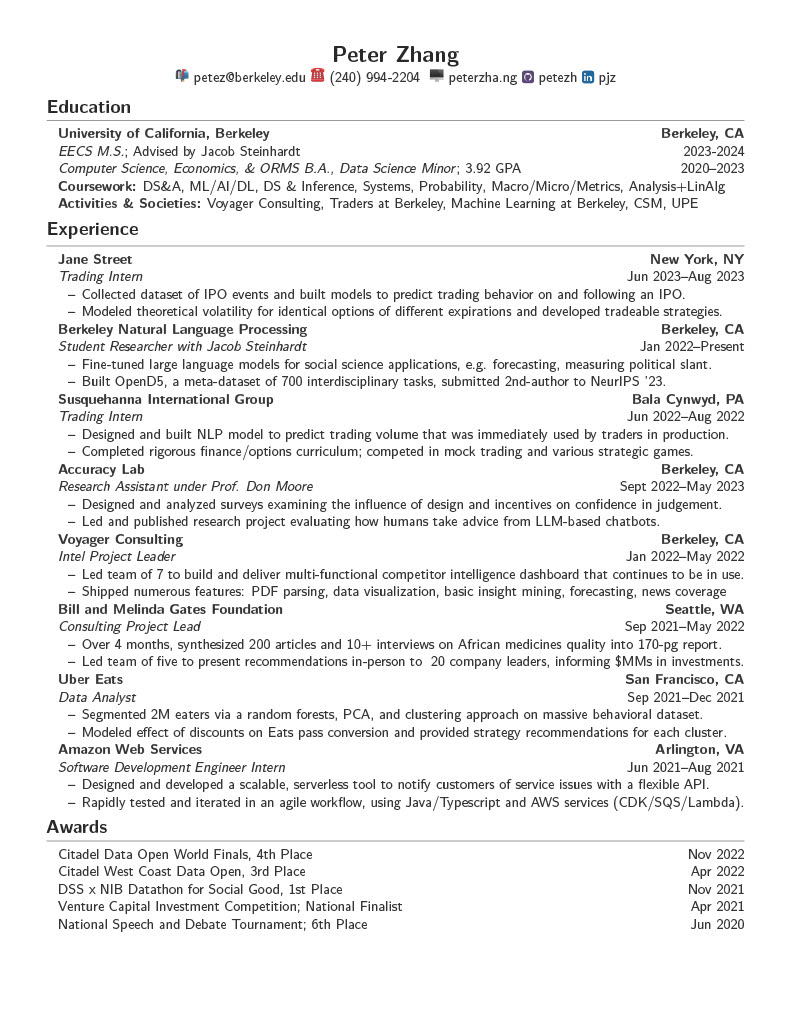 Peter Zhang
petez@berkeley.edu (240) 994-2204 peterzha.ng petezh pjz
Education
University of California, Berkeley Berkeley, CA
EECS M.S.; Advised by Jacob Steinhardt 2023-2024
Computer Science, Economics, & ORMS B.A., Data Science Minor; 3.92 GPA 2020–2023
Coursework: DS&A, ML/AI/DL, DS & Inference, Systems, Probability, Macro/Micro/Metrics, Analysis+LinAlg
Activities & Societies: Voyager Consulting, Traders at Berkeley, Machine Learning at Berkeley, CSM, UPE
Experience
Jane Street New York, NY
Trading Intern Jun 2023–Aug 2023
– Collected dataset of IPO events and built models to predict trading behavior on and following an IPO.
– Modeled theoretical volatility for identical options of different expirations and developed tradeable strategies.
Berkeley Natural Language Processing Berkeley, CA
Student Researcher with Jacob Steinhardt Jan 2022–Present
– Fine-tuned large language models for social science applications, e.g. forecasting, measuring political slant.
– Built OpenD5, a meta-dataset of 700 interdisciplinary tasks, submitted 2nd-author to NeurIPS '23.
Susquehanna International Group Bala Cynwyd, PA
Trading Intern Jun 2022–Aug 2022
– Designed and built NLP model to predict trading volume that was immediately used by traders in production.
– Completed rigorous finance/options curriculum; competed in mock trading and various strategic games.
Accuracy Lab Berkeley, CA
Research Assistant under Prof. Don Moore Sept 2022–May 2023
– Designed and analyzed surveys examining the influence of design and incentives on confidence in judgement.
– Led and published research project evaluating how humans take advice from LLM-based chatbots.
Voyager Consulting Berkeley, CA
Intel Project Leader Jan 2022–May 2022
– Led team of 7 to build and deliver multi-functional competitor intelligence dashboard that continues to be in use.
– Shipped numerous features: PDF parsing, data visualization, basic insight mining, forecasting, news coverage
Bill and Melinda Gates Foundation Seattle, WA
Consulting Project Lead Sep 2021–May 2022
– Over 4 months, synthesized 200 articles and 10+ interviews on African medicines quality into 170-pg report.
– Led team of five to present recommendations in-person to 20 company leaders, informing $MMs in investments.
Uber Eats San Francisco, CA
Data Analyst Sep 2021–Dec 2021
– Segmented 2M eaters via a random forests, PCA, and clustering approach on massive behavioral dataset.
– Modeled effect of discounts on Eats pass conversion and provided strategy recommendations for each cluster.
Amazon Web Services Arlington, VA
Software Development Engineer Intern Jun 2021–Aug 2021
– Designed and developed a scalable, serverless tool to notify customers of service issues with a flexible API.
– Rapidly tested and iterated in an agile workflow, using Java/Typescript and AWS services (CDK/SQS/Lambda).
Awards
Citadel Data Open World Finals, 4th Place Nov 2022
Citadel West Coast Data Open, 3rd Place Apr 2022
DSS x NIB Datathon for Social Good, 1st Place Nov 2021
Venture Capital Investment Competition; National Finalist Apr 2021
National Speech and Debate Tournament; 6th Place Jun 2020